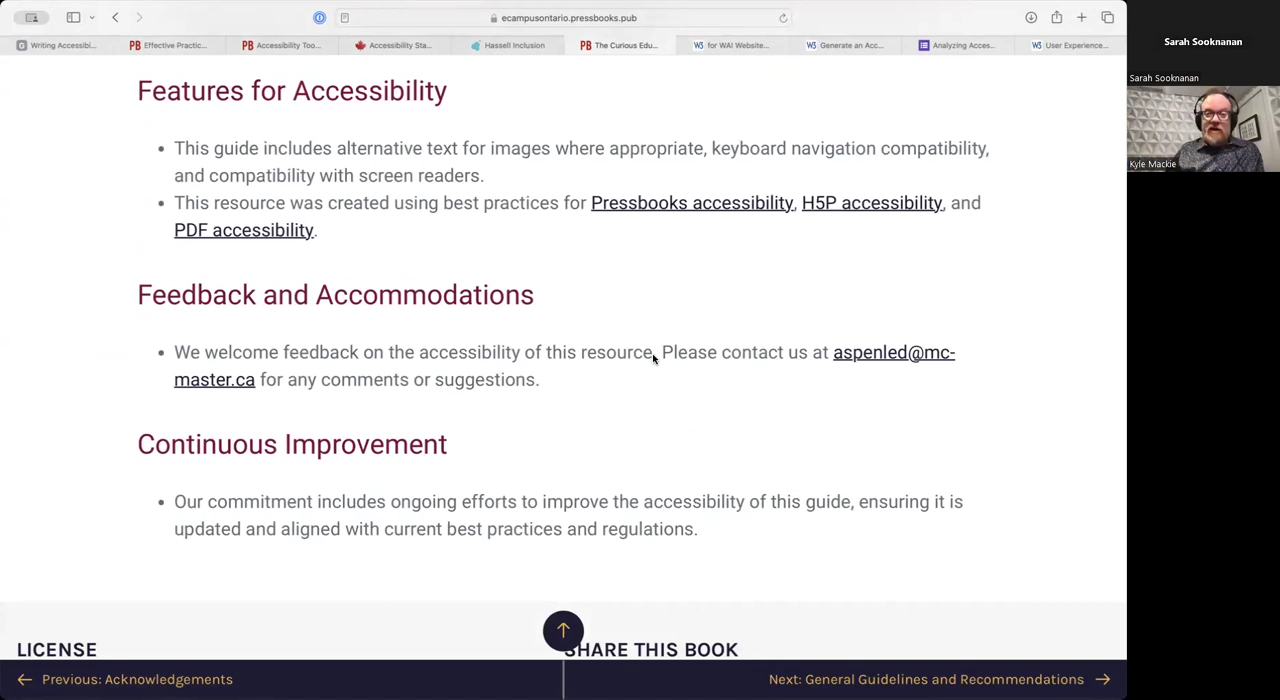 ecampusontario.pressbooks.pub
Writing Accessibi...
Effective Practic...
Accessibility Too...
Accessibility Sta...
Hassell Inclusion
The Curious Edu...
for WAI Website...
Generate an Acc...
Analyzing Acces...
User Experience...
Features for Accessibility
• This guide includes alternative text for images where appropriate, keyboard navigation compatibility,
and compatibility with screen readers.
• This resource was created using best practices for Pressbooks accessibility, H5P accessibility, and
PDF accessibility.
Feedback and Accommodations
• We welcome feedback on the accessibility of this resource. Please contact us at aspenled@mc-
master.ca for any comments or suggestions.
Continuous Improvement
• Our commitment includes ongoing efforts to improve the accessibility of this guide, ensuring it is
updated and aligned with current best practices and regulations.
LICENSE
SHARE THIS BOOK
Previous: Acknowledgements
Next: General Guidelines and Recommendations
Sarah Sooknanan
Sarah Sooknanan
Kyle Mackie